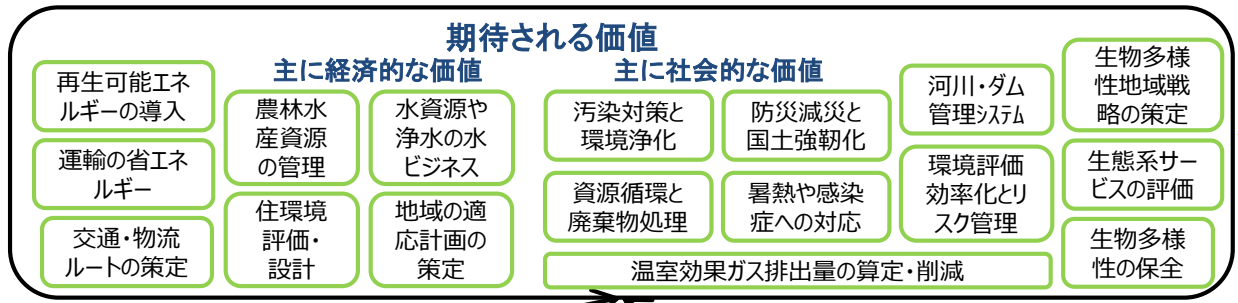 期待される価値
主に経済的な価値
主に社会的な価値
再生可能エネ
ルギーの導入
運輸の省エネ
ルギー
交通・物流
ルートの策定
農林水
産資源
の管理
水資源や
浄水の水
ビジネス
住環境
評価・
設計
地域の適
応計画の
策定
汚染対策と
環境浄化
防災減災と
国土強靭化
資源循環と
廃棄物処理
暑熱や感染
症への対応
温室効果ガス排出量の算定・削減
河川・ダム
管理システム
環境評価
効率化とリ
スク管理
生物多様
性地域戦
略の策定
生態系サー
ビスの評価
生物多様
性の保全